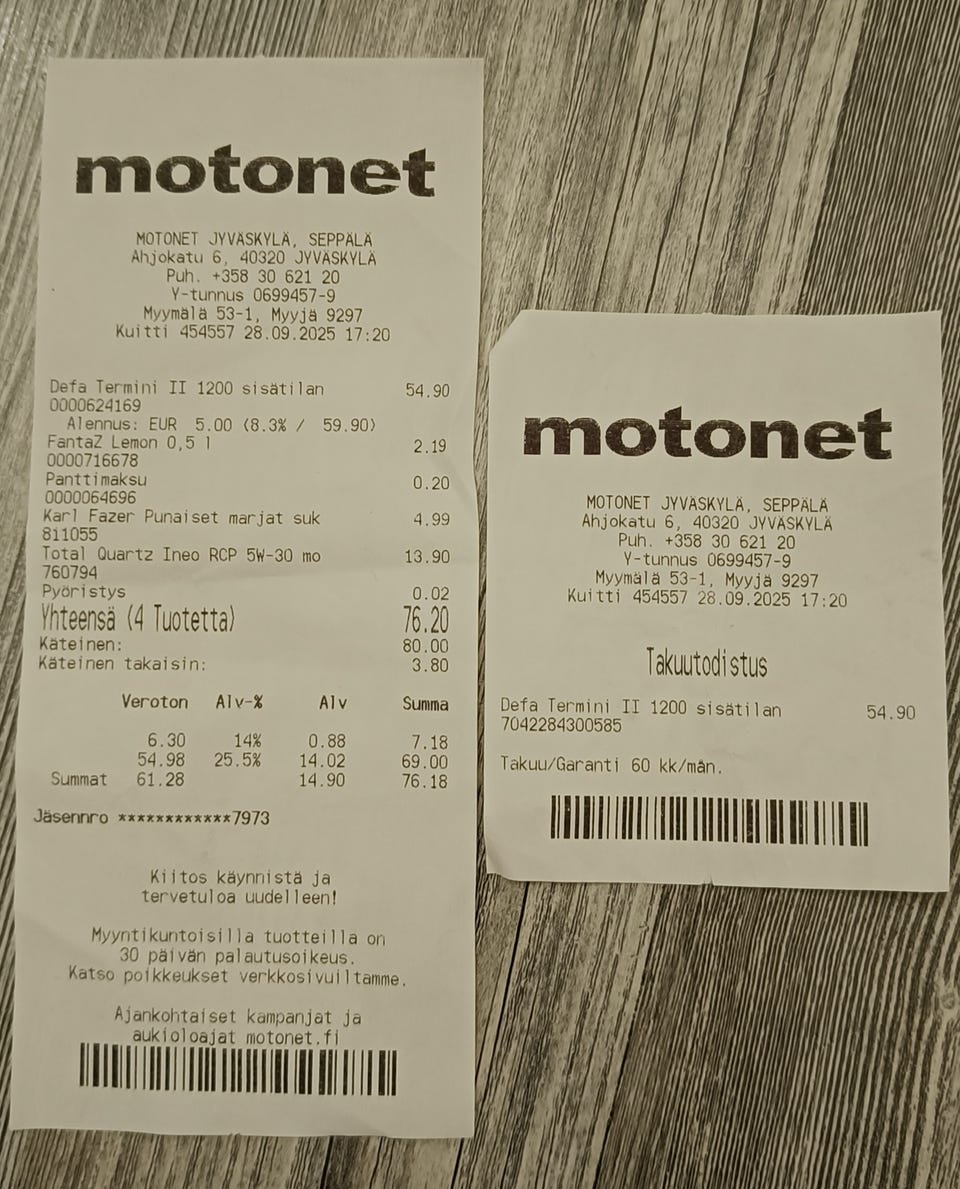 motonet
MOTONET JYVÄSKYLÄ, SEPPÄLÄ
Ahjokatu 6, 40320 JYVÄSKYLÄ
Puh. +358 30 621 20
Y-tunnus 0699457-9
Myymälä 53-1, Myyjä 9297
Kuitti 454557 28.09.2025 17:20
Defa Termini II 1200 sisätilan 54.90
0000624169
Alennus: EUR 5.00 (8.3% / 59.90)
FantaZ Lemon 0,5 l 2.19
0000716678
Panttimaksu 0.20
0000064696
Karl Fazer Punaiset marjat suk 4.99
811055
Total Quartz Ineo RCP 5W-30 mo 13.90
760794
Pyöristys 0.02
Yhteensä (4 Tuotetta) 76.20
Käteinen: 80.00
Käteinen takaisin: 3.80
Veroton Alv-% Alv Summa
6.30 14% 0.88 7.18
54.98 25.5% 14.02 69.00
Summat 61.28 14.90 76.18
Jäsennro ************7973
Kiitos käynnistä ja
tervetuloa uudelleen!
Myyntikuntoisilla tuotteilla on
30 päivän palautusoikeus.
Katso poikkeukset verkkosivuiltamme.
Ajankohtaiset kampanjat ja
aukioloajat motonet.fi
motonet
MOTONET JYVÄSKYLÄ, SEPPÄLÄ
Ahjokatu 6, 40320 JYVÄSKYLÄ
Puh. +358 30 621 20
Y-tunnus 0699457-9
Myymälä 53-1, Myyjä 9297
Kuitti 454557 28.09.2025 17:20
Takuutodistus
Defa Termini II 1200 sisätilan 54.90
7042284300585
Takuu/Garanti 60 kk/mån.